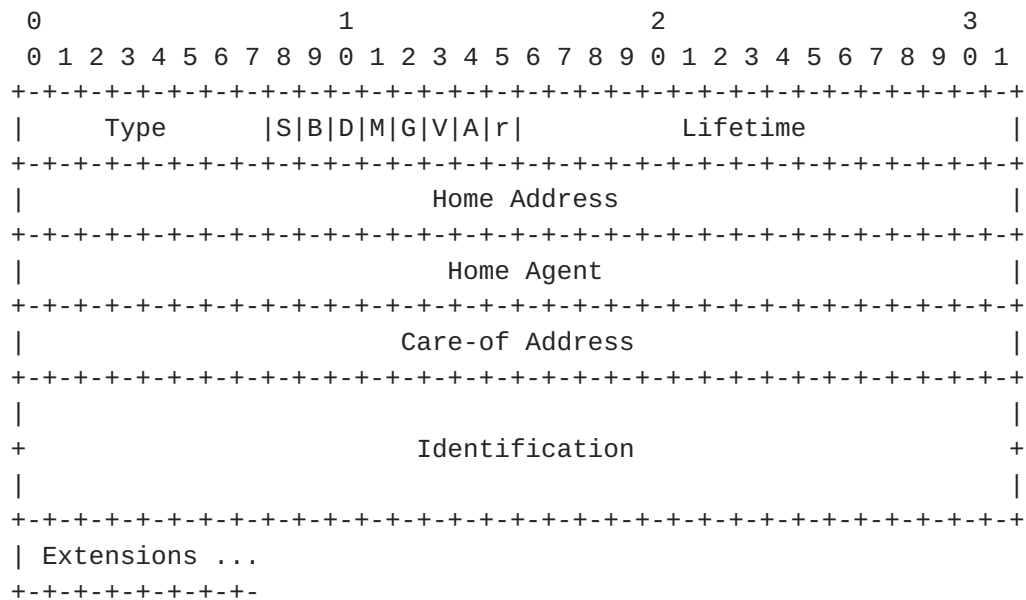 0                   1                   2                   3
 0 1 2 3 4 5 6 7 8 9 0 1 2 3 4 5 6 7 8 9 0 1 2 3 4 5 6 7 8 9 0 1
+-+-+-+-+-+-+-+-+-+-+-+-+-+-+-+-+-+-+-+-+-+-+-+-+-+-+-+-+-+-+-+-+
|     Type      |S|B|D|M|G|V|A|r|          Lifetime             |
+-+-+-+-+-+-+-+-+-+-+-+-+-+-+-+-+-+-+-+-+-+-+-+-+-+-+-+-+-+-+-+-+
|                          Home Address                         |
+-+-+-+-+-+-+-+-+-+-+-+-+-+-+-+-+-+-+-+-+-+-+-+-+-+-+-+-+-+-+-+-+
|                           Home Agent                          |
+-+-+-+-+-+-+-+-+-+-+-+-+-+-+-+-+-+-+-+-+-+-+-+-+-+-+-+-+-+-+-+-+
|                        Care-of Address                        |
+-+-+-+-+-+-+-+-+-+-+-+-+-+-+-+-+-+-+-+-+-+-+-+-+-+-+-+-+-+-+-+-+
|                                                               |
+                         Identification                        +
|                                                               |
+-+-+-+-+-+-+-+-+-+-+-+-+-+-+-+-+-+-+-+-+-+-+-+-+-+-+-+-+-+-+-+-+
| Extensions ...
+-+-+-+-+-+-+-+-